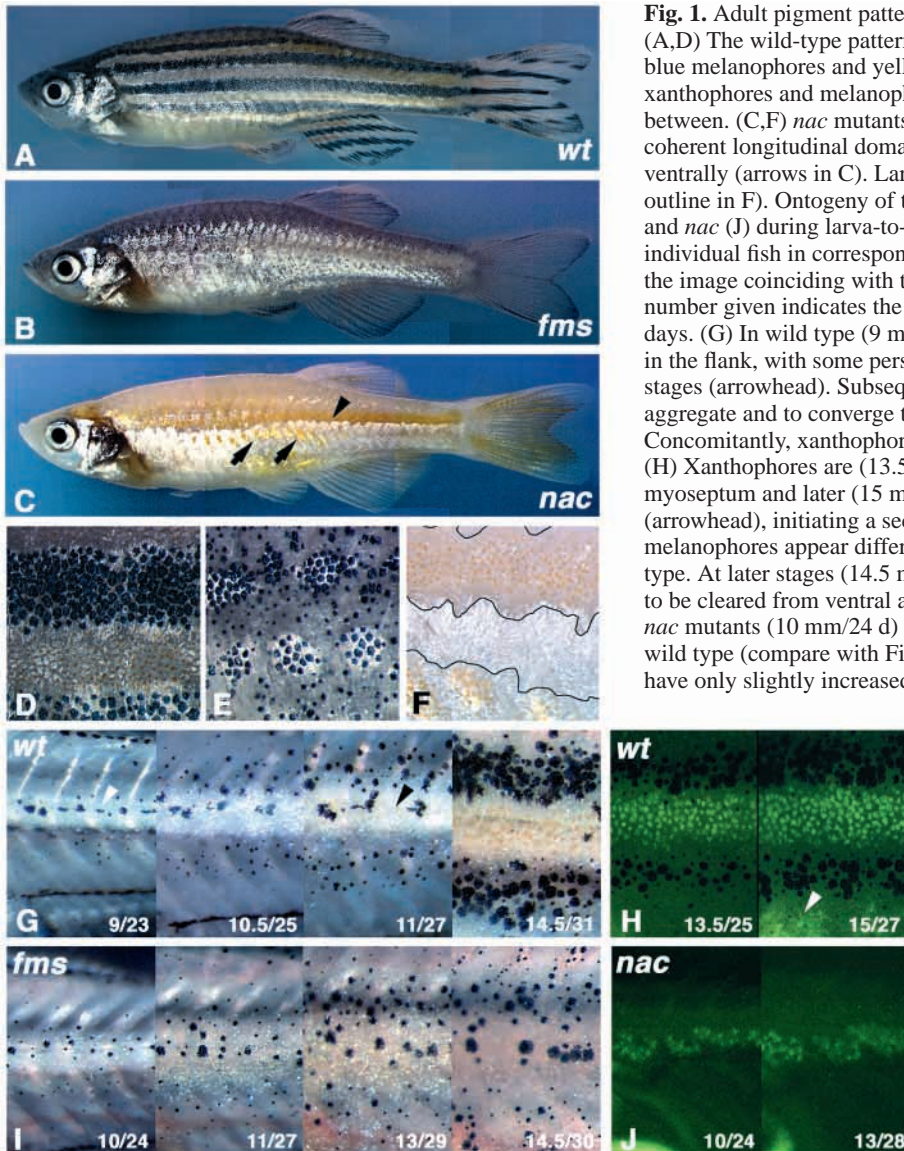 Fig. 1. Adult pigment patte
(A,D) The wild-type pattern
blue melanophores and yell
xanthophores and melanoph
between. (C,F) nac mutants
coherent longitudinal doma
ventrally (arrows in C). Lar
outline in F). Ontogeny of t
and nac (J) during larva-to-
individual fish in correspon
the image coinciding with t
number given indicates the
days. (G) In wild type (9 m
in the flank, with some pers
stages (arrowhead). Subseq
aggregate and to converge t
Concomitantly, xanthophor
(H) Xanthophores are (13.5
myoseptum and later (15 m
(arrowhead), initiating a sec
melanophores appear differ
type. At later stages (14.5 m
to be cleared from ventral a
nac mutants (10 mm/24 d)
wild type (compare with Fi
have only slightly increased
A wt
B fms
C nac
D E F
wt
G 9/23 10.5/25 11/27 14.5/31
wt
H 13.5/25 15/27
fms
I 10/24 11/27 13/29 14.5/30
nac
J 10/24 13/28